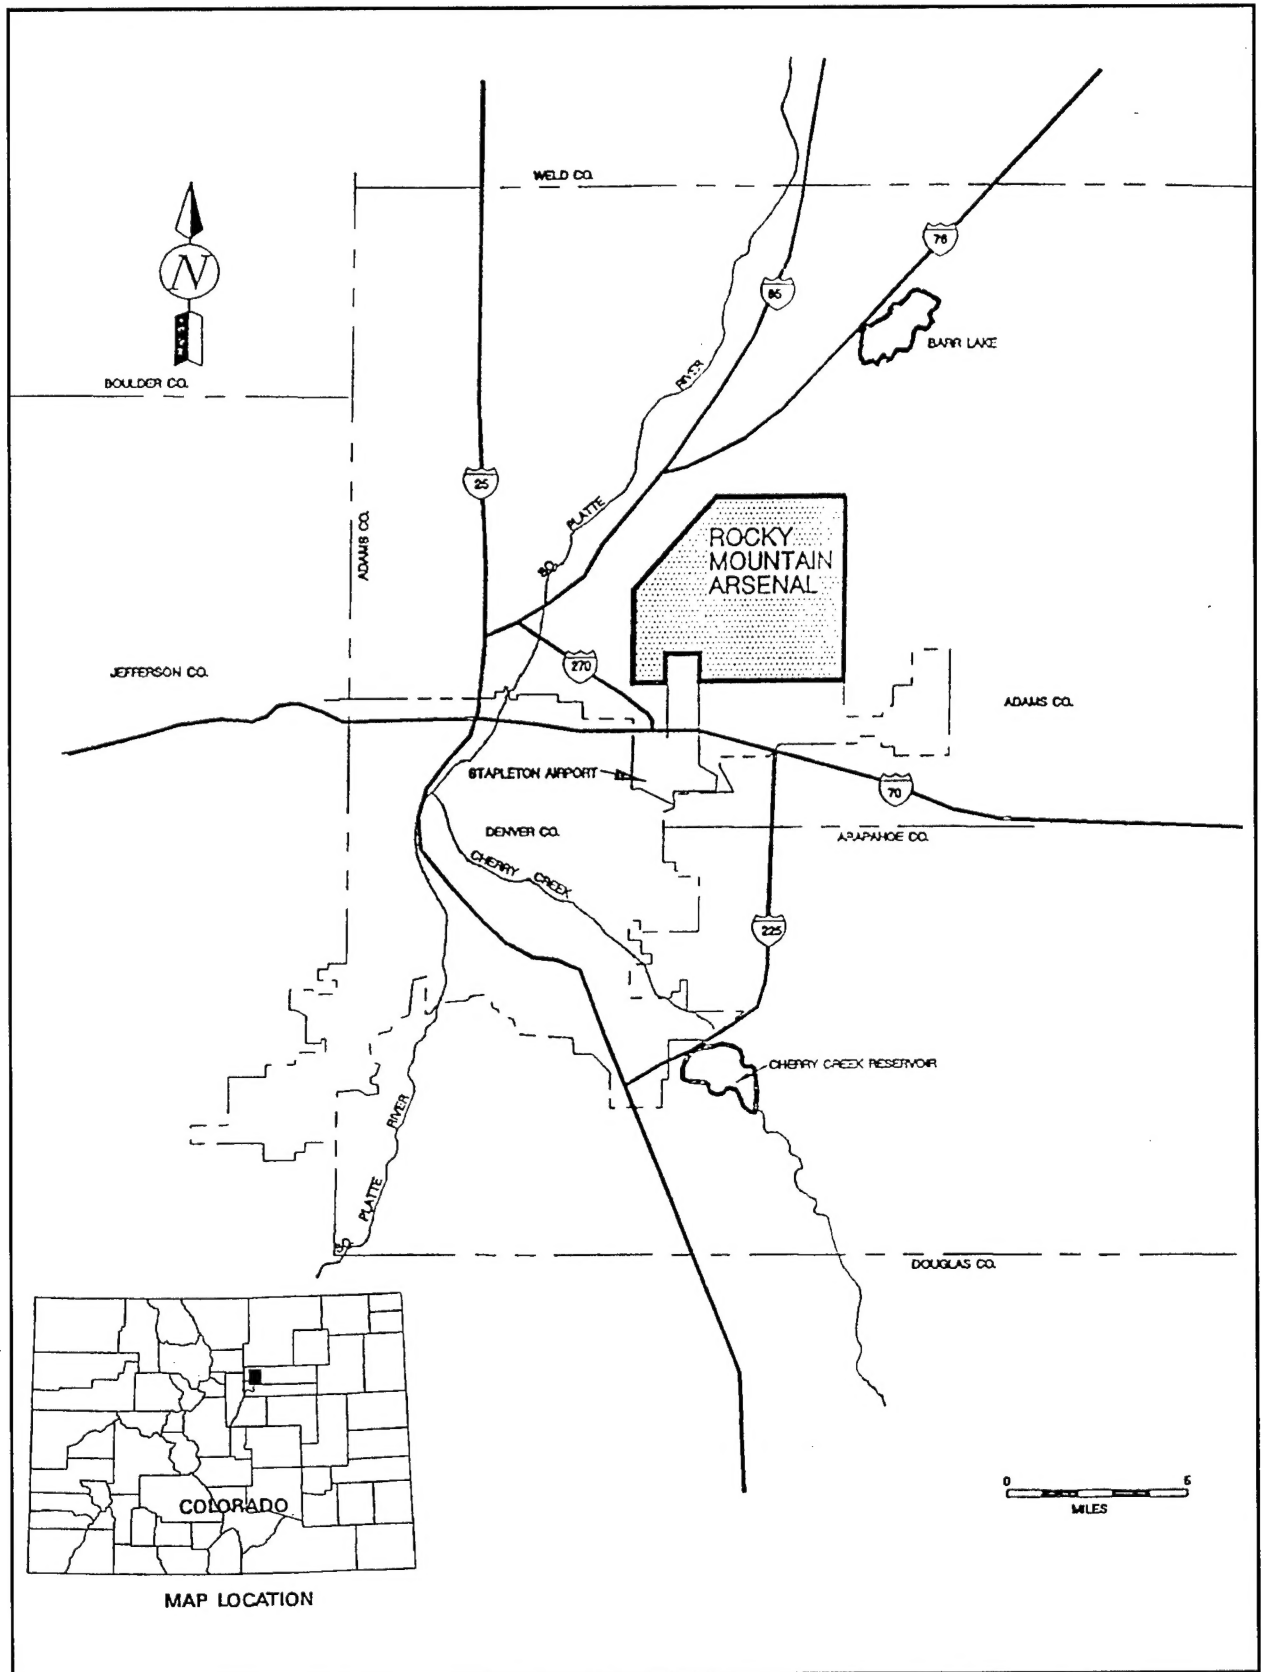 WELD CO.
N
76
85
BARR LAKE
BOULDER CO.
RIVER
25
PLATTE
SO.
ADAMS CO.
ROCKY
MOUNTAIN
ARSENAL
270
JEFFERSON CO.
ADAMS CO.
STAPLETON AIRPORT
70
DENVER CO.
ARAPAHOE CO.
CHERRY CREEK
225
CHERRY CREEK RESERVOIR
RIVER
PLATTE
SO.
DOUGLAS CO.
COLORADO
0 5
MILES
MAP LOCATION